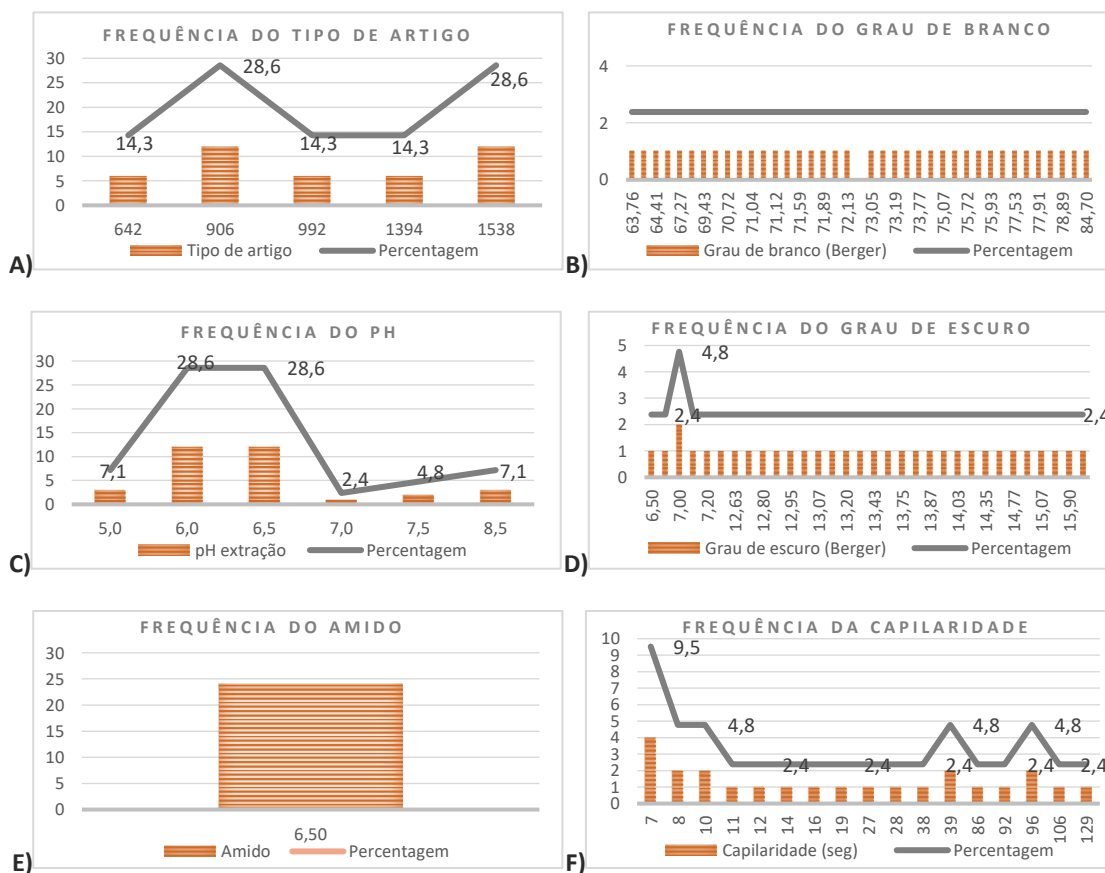 FREQUÊNCIA DO TIPO DE ARTIGO
30
25
20
15
10
5
0
14,3
28,6
14,3
14,3
28,6
642 906 992 1394 1538
Tipo de artigo Percentagem
A)
FREQUÊNCIA DO GRAU DE BRANCO
4
2
0
63,76 64,41 67,27 69,43 70,72 71,04 71,12 71,59 71,89 72,13 73,05 73,19 73,77 75,07 75,72 75,93 77,53 77,91 78,89 84,70
Grau de branco (Berger) Percentagem
B)
FREQUÊNCIA DO PH
30
25
20
15
10
5
0
7,1
28,6
28,6
2,4
4,8
7,1
5,0 6,0 6,5 7,0 7,5 8,5
pH extração Percentagem
C)
FREQUÊNCIA DO GRAU DE ESCURO
5
4
3
2
1
0
4,8
2,4
2,4
6,50 7,00 7,20 12,63 12,80 12,95 13,07 13,20 13,43 13,75 13,87 14,03 14,35 14,77 15,07 15,90
Grau de escuro (Berger) Percentagem
D)
FREQUÊNCIA DO AMIDO
30
25
20
15
10
5
0
6,50
Amido Percentagem
E)
FREQUÊNCIA DA CAPILARIDADE
10
9
8
7
6
5
4
3
2
1
0
9,5
4,8
2,4
2,4
4,8
2,4
4,8
2,4
2,4
7 8 10 11 12 14 16 19 27 28 38 39 86 92 96 106 129
Capilaridade (seg) Percentagem
F)